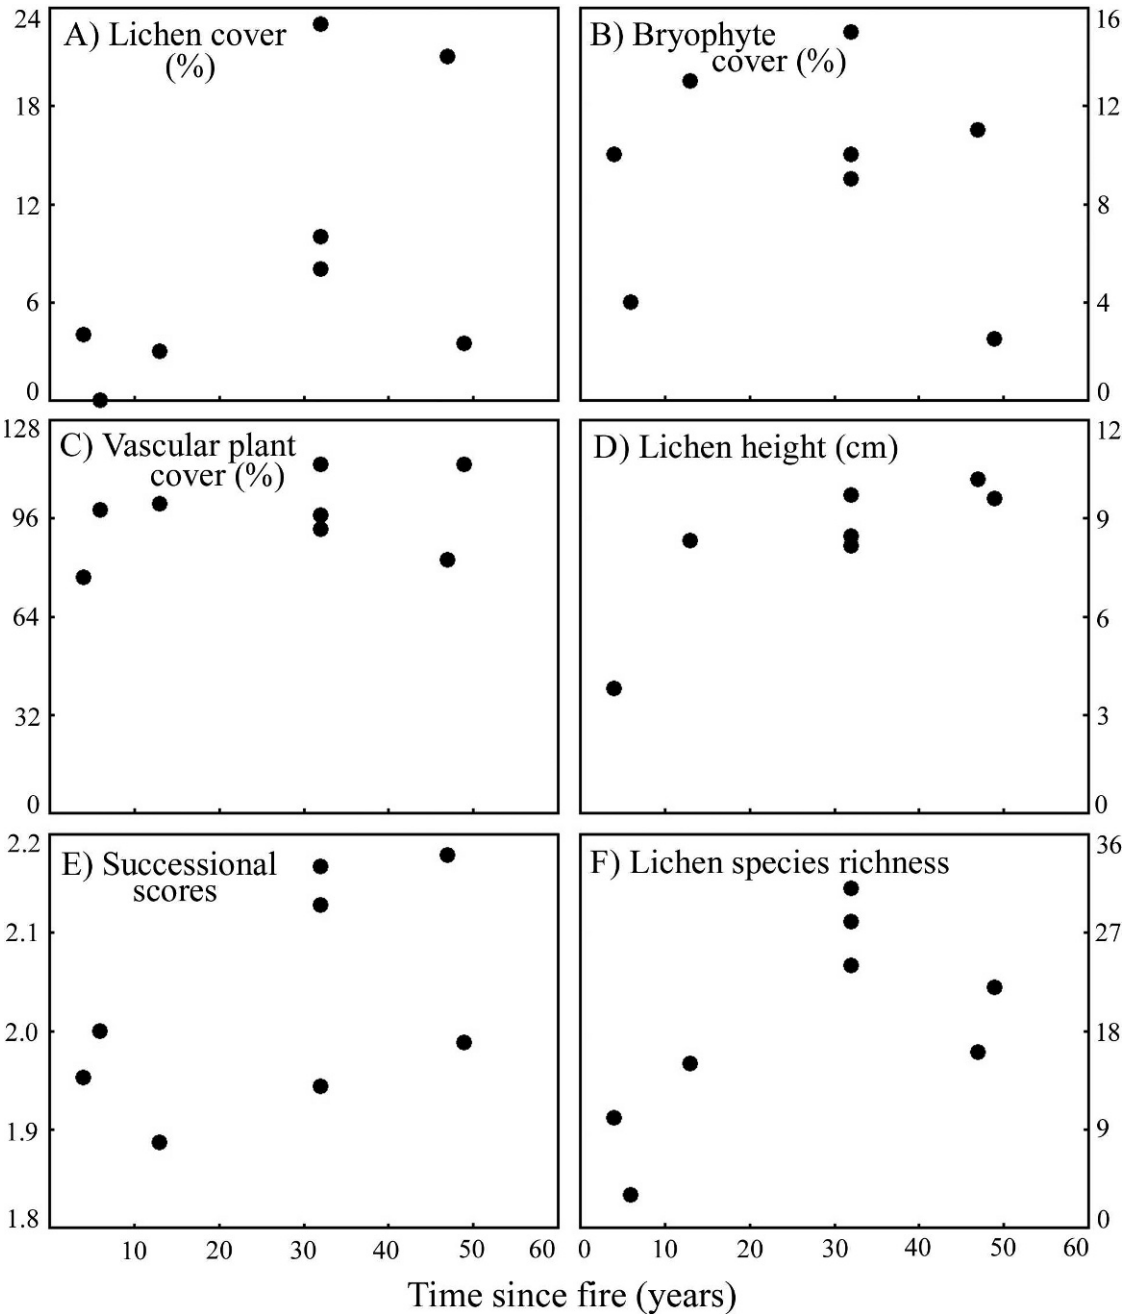 A) Lichen cover
(%)
24
18
12
6
0
B) Bryophyte
cover (%)
16
12
8
4
0
C) Vascular plant
cover (%)
128
96
64
32
0
D) Lichen height (cm)
12
9
6
3
0
E) Successional
scores
2.2
2.1
2.0
1.9
1.8
F) Lichen species richness
36
27
18
9
0
10 20 30 40 50 60
0 10 20 30 40 50 60
Time since fire (years)